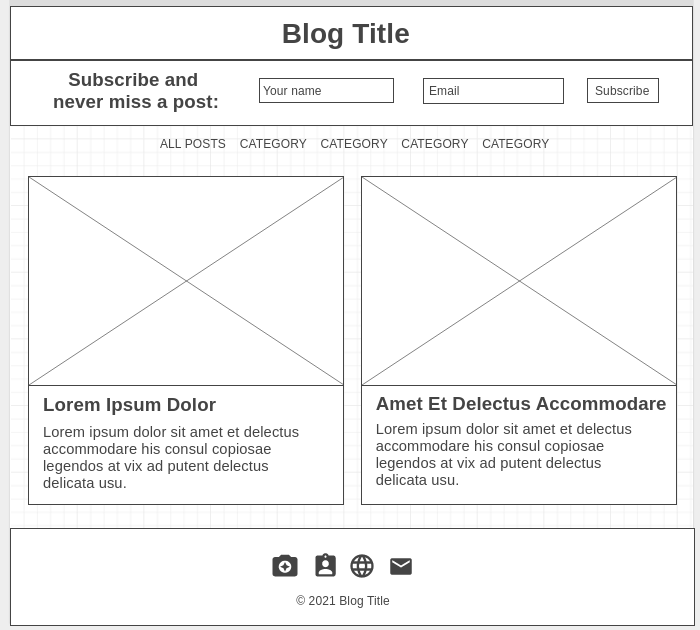 Blog Title
Subscribe and
never miss a post:
Your name
Email
Subscribe
ALL POSTS CATEGORY CATEGORY CATEGORY CATEGORY
Lorem Ipsum Dolor
Lorem ipsum dolor sit amet et delectus
accommodare his consul copiosae
legendos at vix ad putent delectus
delicata usu.
Amet Et Delectus Accommodare
Lorem ipsum dolor sit amet et delectus
accommodare his consul copiosae
legendos at vix ad putent delectus
delicata usu.
© 2021 Blog Title